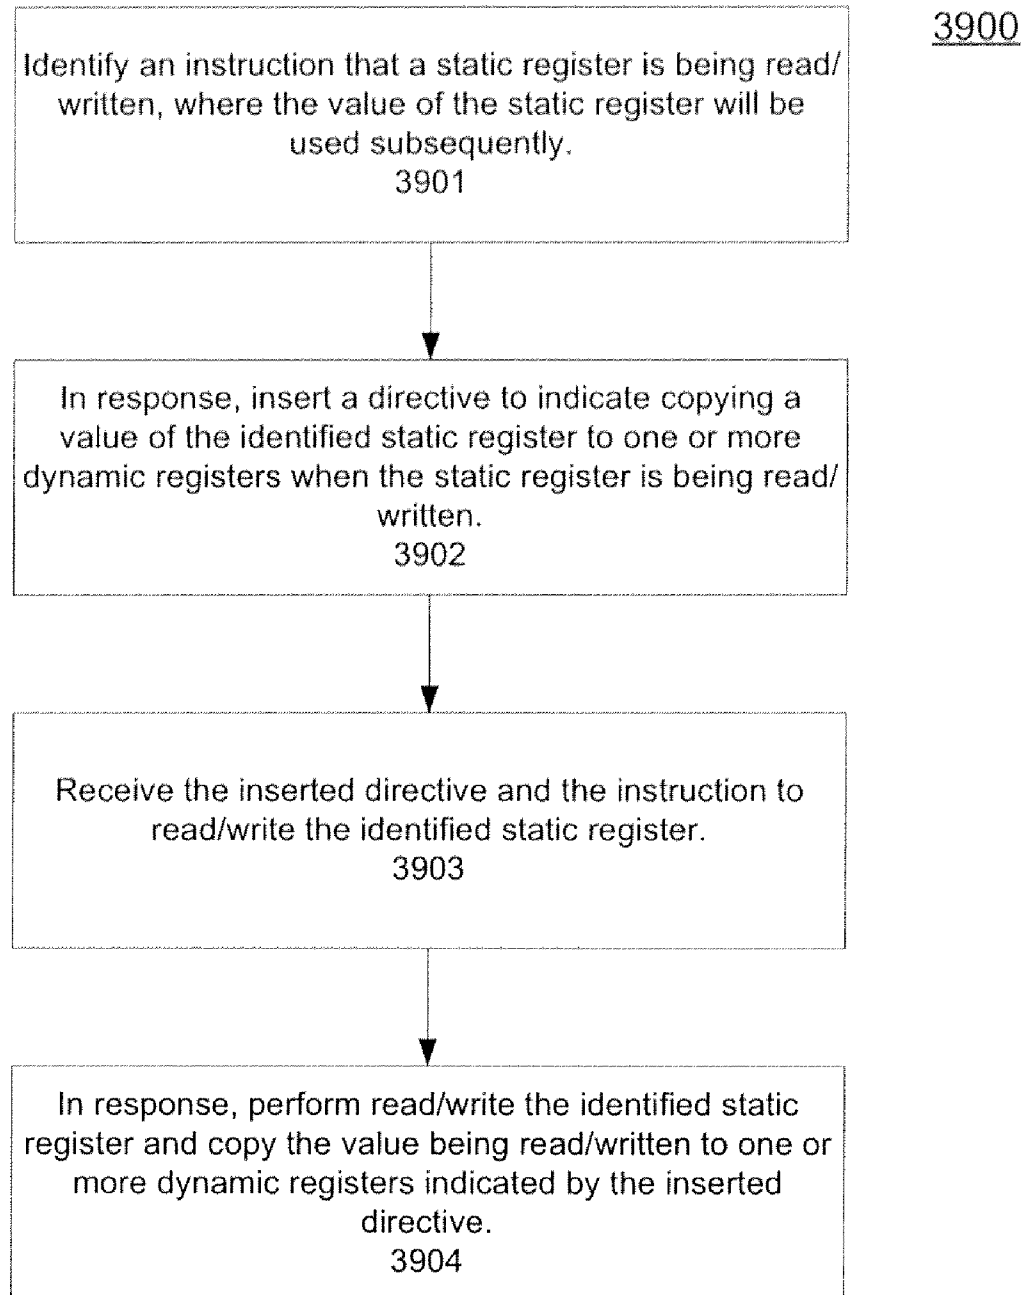 3900
Identify an instruction that a static register is being read/
written, where the value of the static register will be
used subsequently.
3901
In response, insert a directive to indicate copying a
value of the identified static register to one or more
dynamic registers when the static register is being read/
written.
3902
Receive the inserted directive and the instruction to
read/write the identified static register.
3903
In response, perform read/write the identified static
register and copy the value being read/written to one or
more dynamic registers indicated by the inserted
directive.
3904